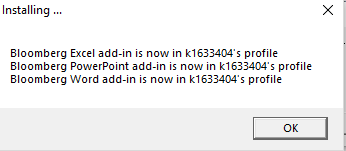 Installing ...
Bloomberg Excel add-in is now in k1633404's profile
Bloomberg PowerPoint add-in is now in k1633404's profile
Bloomberg Word add-in is now in k1633404's profile
OK